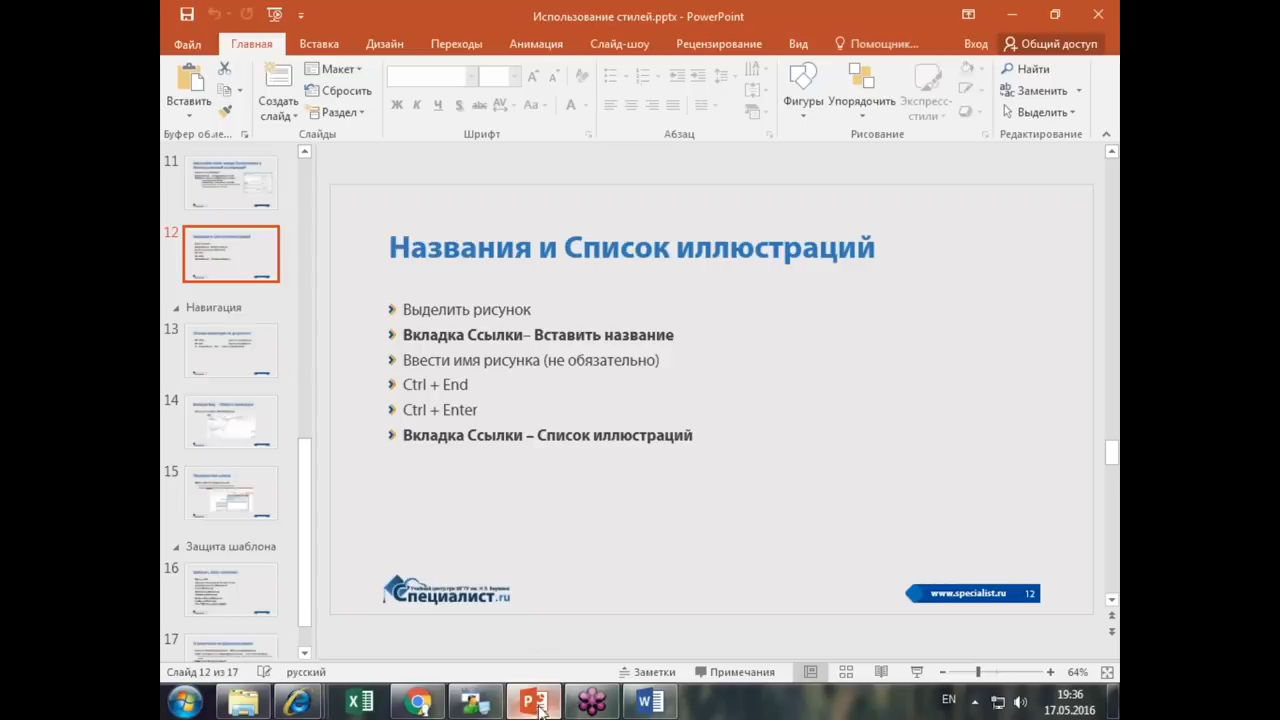 Использование стилей.pptx - PowerPoint
Файл
Главная
Вставка
Дизайн
Переходы
Анимация
Слайд-шоу
Рецензирование
Вид
Помощник...
Вход
Общий доступ
Вставить
Буфер обме...
Создать
слайд
Макет
Сбросить
Раздел
Слайды
Ж К Ч S abc AV Aa A
Шрифт
Абзац
Фигуры
Упорядочить
Экспресс-
стили
Рисование
Найти
Заменить
Выделить
Редактирование
11
12
Навигация
13
14
15
Защита шаблона
16
17
Названия и Список иллюстраций
Выделить рисунок
Вкладка Ссылки– Вставить название
Ввести имя рисунка (не обязательно)
Ctrl + End
Ctrl + Enter
Вкладка Ссылки – Список иллюстраций
Специалист.ru
www.specialist.ru
12
Слайд 12 из 17
русский
Заметки
Примечания
64%
EN
19:36
17.05.2016